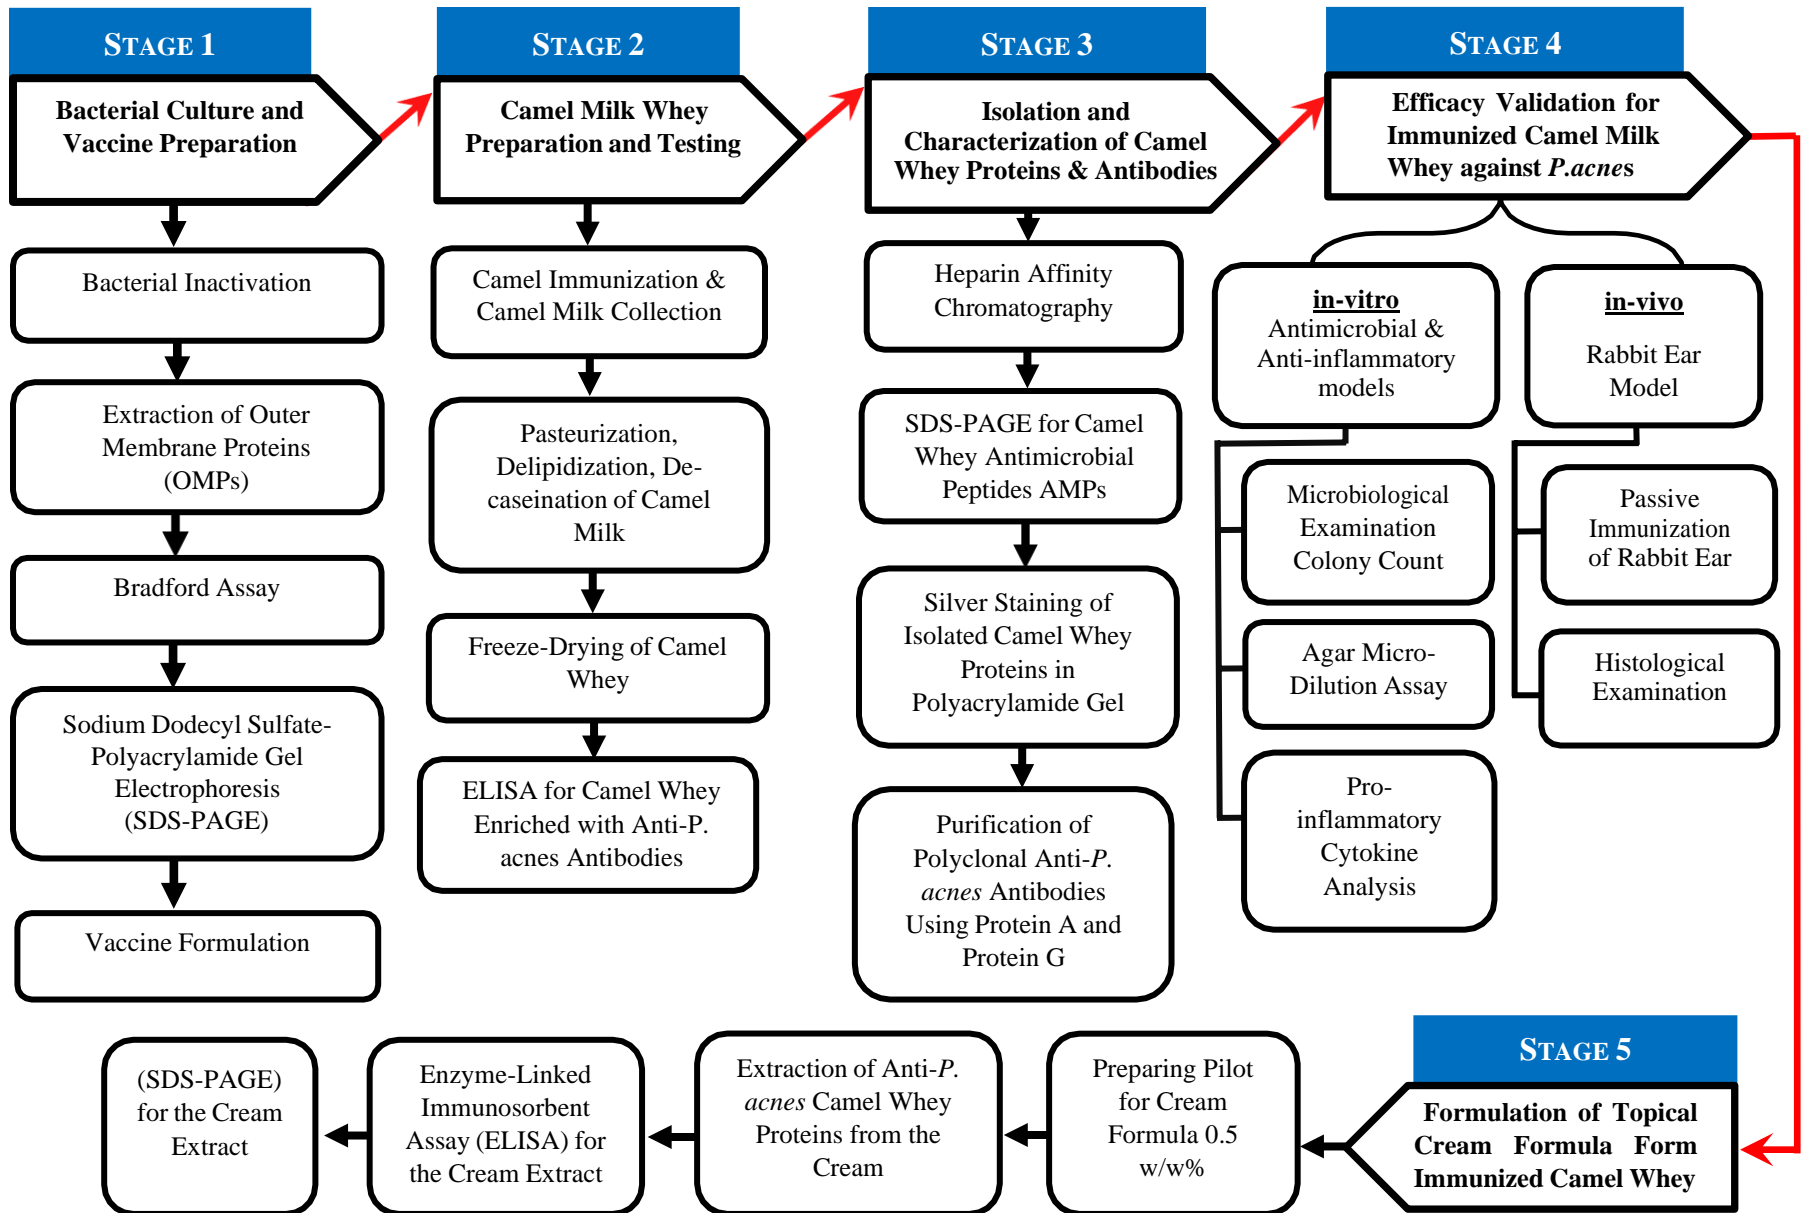 STAGE 1
Bacterial Culture and
Vaccine Preparation
Bacterial Inactivation
Extraction of Outer
Membrane Proteins
(OMPs)
Bradford Assay
Sodium Dodecyl Sulfate-
Polyacrylamide Gel
Electrophoresis
(SDS-PAGE)
Vaccine Formulation
STAGE 2
Camel Milk Whey
Preparation and Testing
Camel Immunization &
Camel Milk Collection
Pasteurization,
Delipidization, De-
caseination of Camel
Milk
Freeze-Drying of Camel
Whey
ELISA for Camel Whey
Enriched with Anti-P.
acnes Antibodies
STAGE 3
Isolation and
Characterization of Camel
Whey Proteins & Antibodies
Heparin Affinity
Chromatography
SDS-PAGE for Camel
Whey Antimicrobial
Peptides AMPs
Silver Staining of
Isolated Camel Whey
Proteins in
Polyacrylamide Gel
Purification of
Polyclonal Anti-P.
acnes Antibodies
Using Protein A and
Protein G
STAGE 4
Efficacy Validation for
Immunized Camel Milk
Whey against P.acnes
in-vitro
Antimicrobial &
Anti-inflammatory
models
Microbiological
Examination
Colony Count
Agar Micro-
Dilution Assay
Pro-
inflammatory
Cytokine
Analysis
in-vivo
Rabbit Ear
Model
Passive
Immunization
of Rabbit Ear
Histological
Examination
STAGE 5
Formulation of Topical
Cream Formula Form
Immunized Camel Whey
Preparing Pilot
for Cream
Formula 0.5
w/w%
Extraction of Anti-P.
acnes Camel Whey
Proteins from the
Cream
Enzyme-Linked
Immunosorbent
Assay (ELISA) for
the Cream Extract
(SDS-PAGE)
for the Cream
Extract